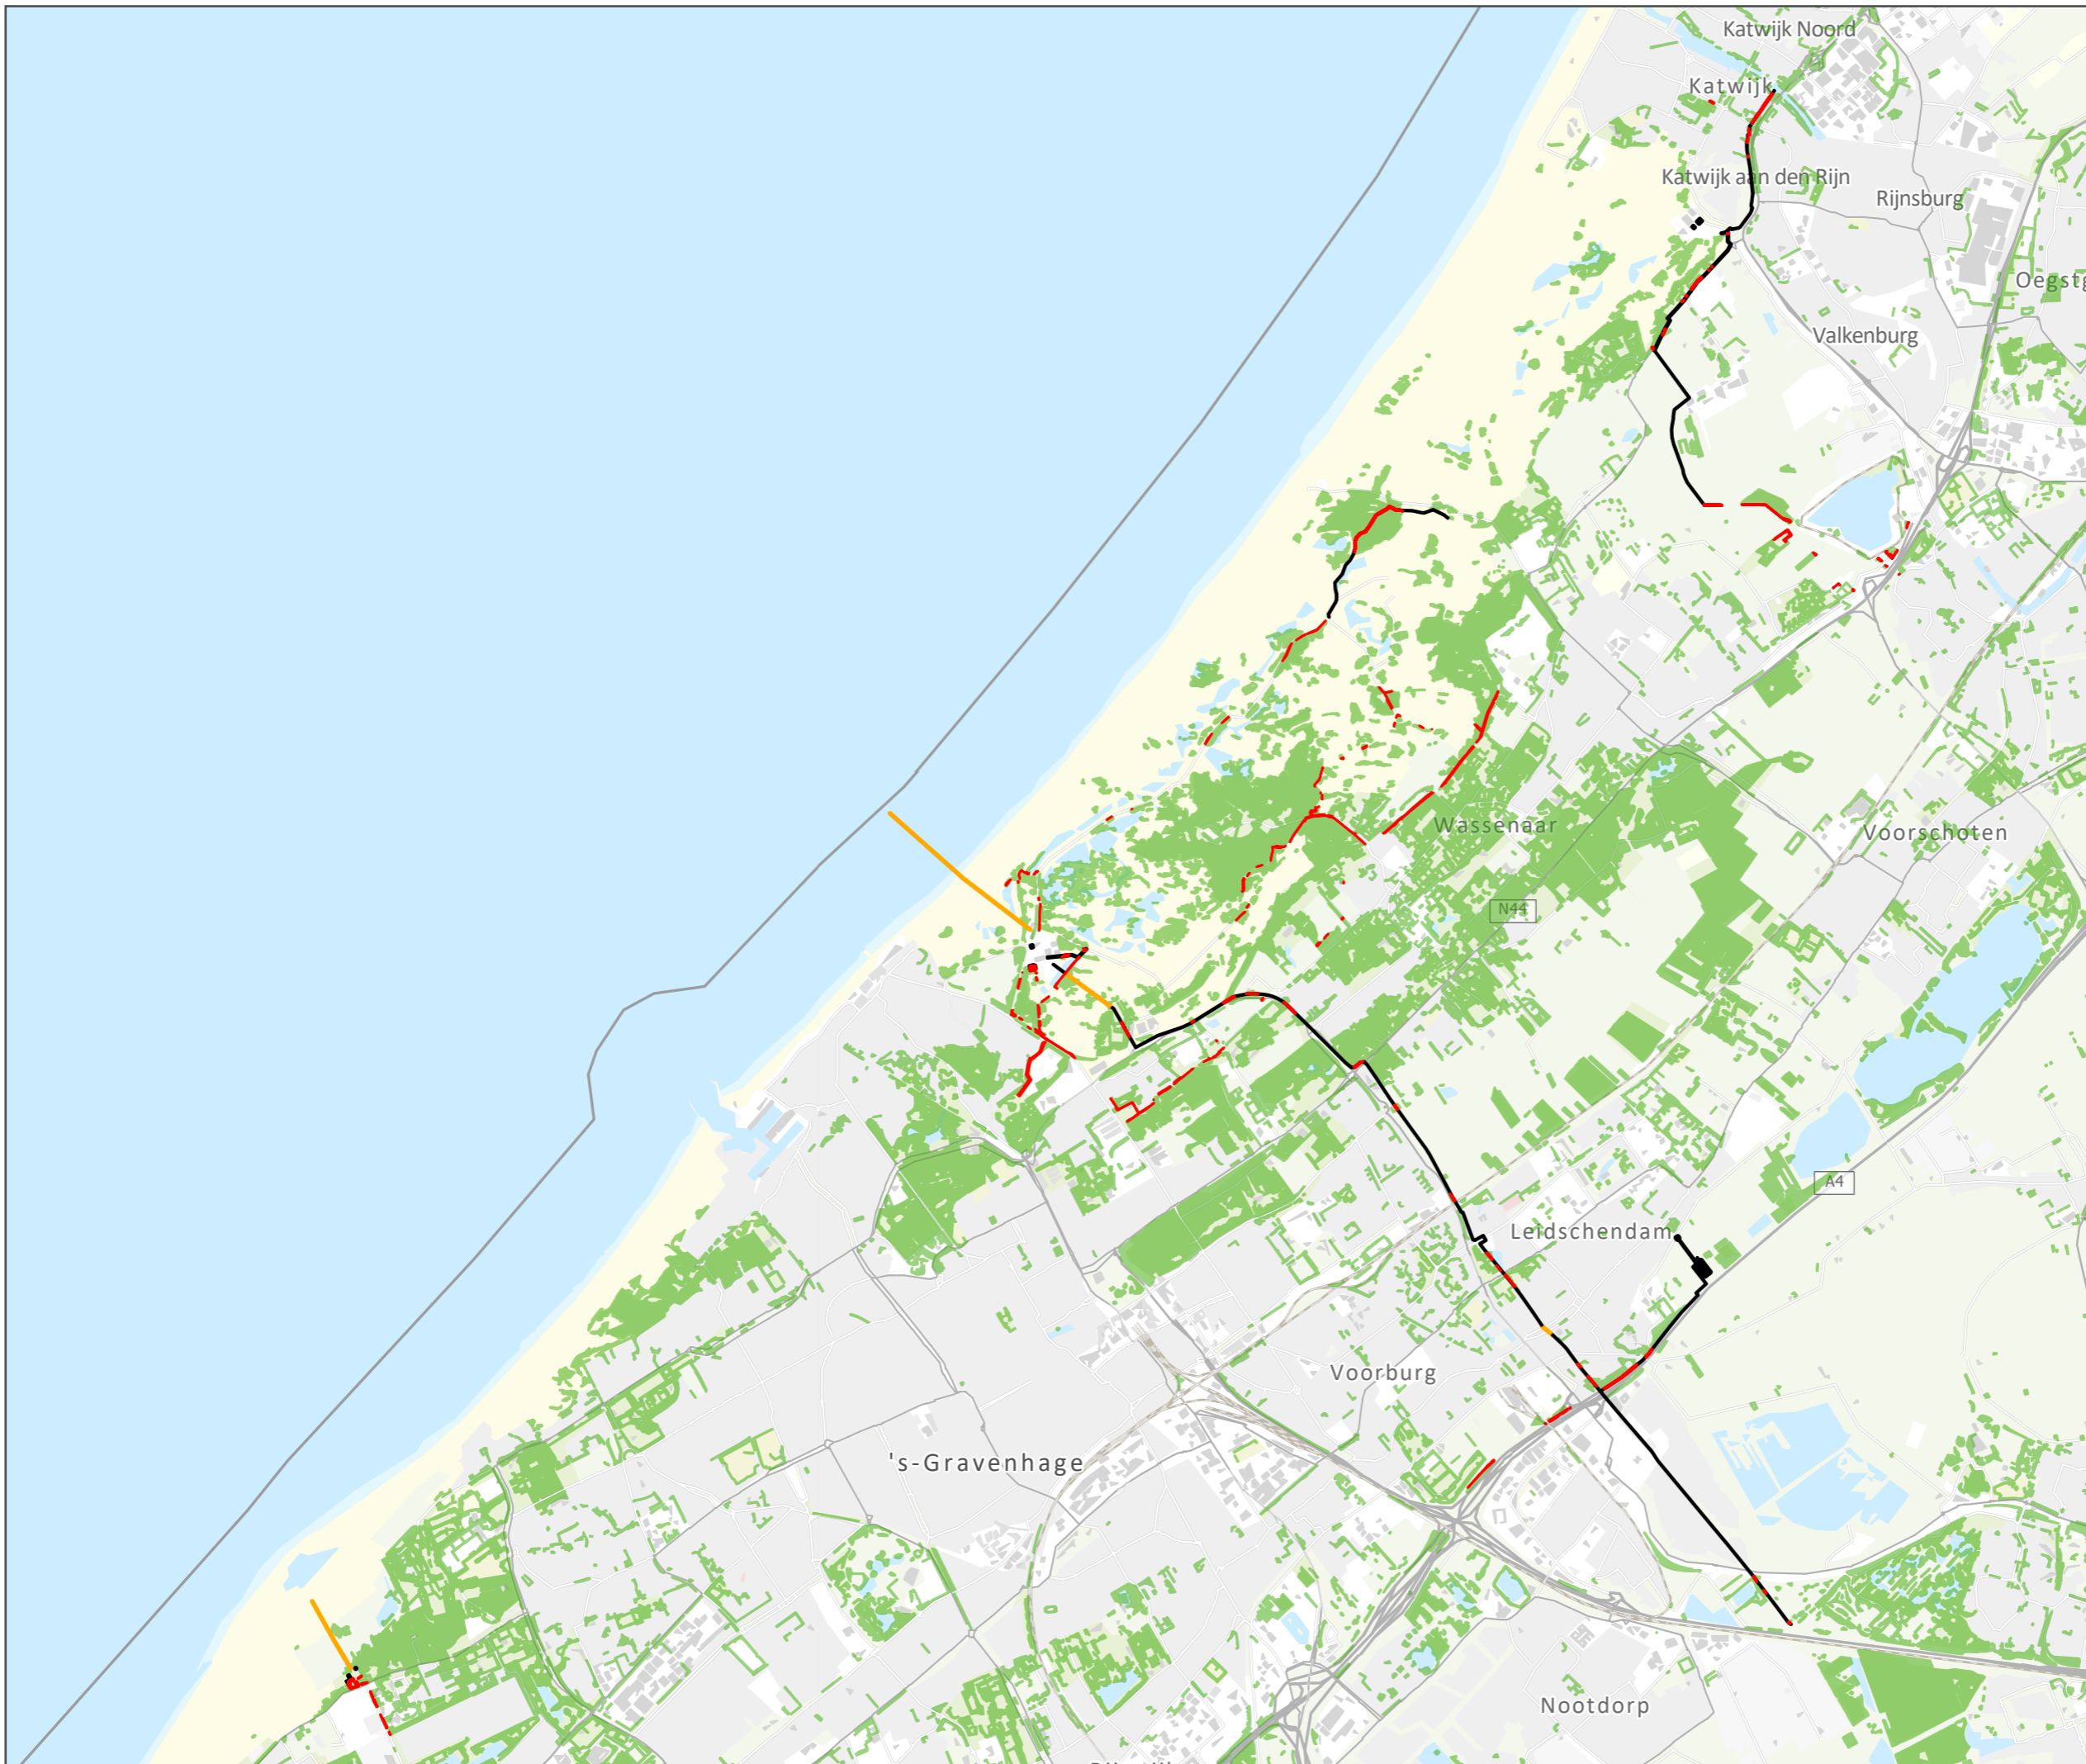 Katwijk Noord
Katwijk
Katwijk aan den Rijn
Rijnsburg
Oegstg
Valkenburg
Wassenaar
Voorschoten
N44
A4
Leidschendam
Voorburg
's-Gravenhage
Nootdorp